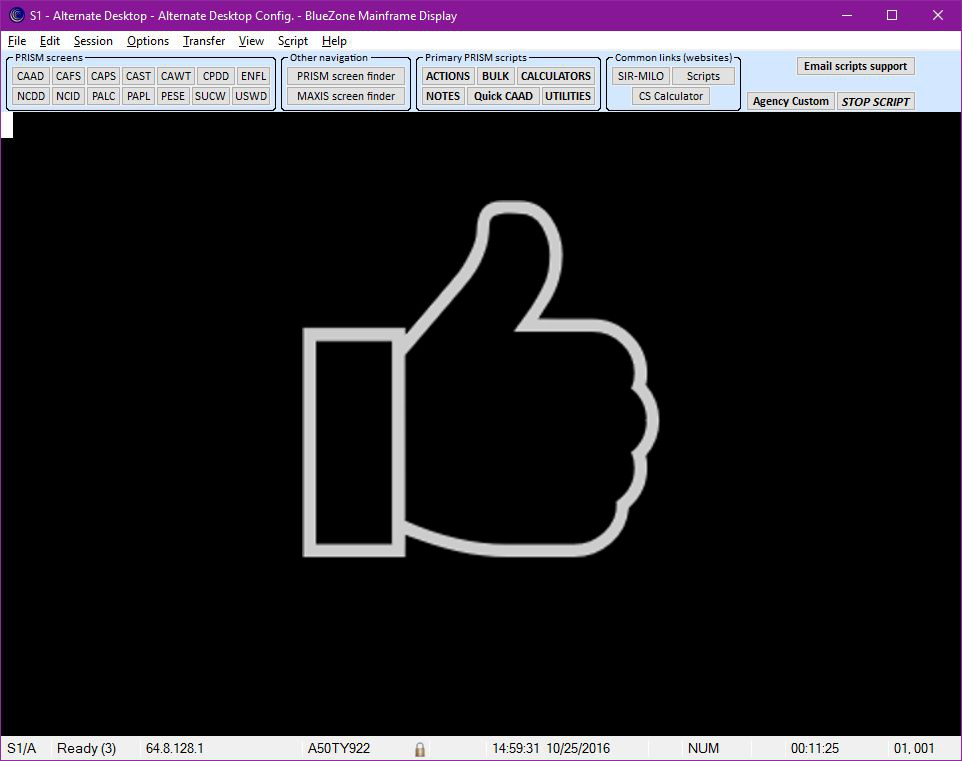 S1 - Alternate Desktop - Alternate Desktop Config. - BlueZone Mainframe Display
File Edit Session Options Transfer View Script Help
PRISM screens Other navigation Primary PRISM scripts Common links (websites)
CAAD CAFS CAPS CAST CAWT CPDD ENFL PRISM screen finder ACTIONS BULK CALCULATORS SIR-MILO Scripts Email scripts support
NCDD NCID PALC PAPL PESE SUCW USWD MAXIS screen finder NOTES Quick CAAD UTILITIES CS Calculator Agency Custom STOP SCRIPT
S1/A Ready (3) 64.8.128.1 A50TY922 14:59:31 10/25/2016 NUM 00:11:25 01, 001